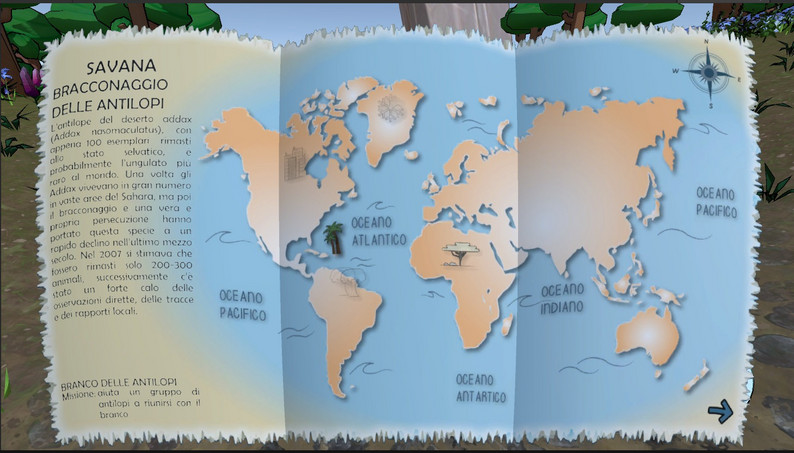 SAVANA
BRACCONAGGIO
DELLE ANTILOPI
L'antilope del deserto addax
(Addax nasomaculatus), con
appena 100 esemplari rimasti
allo stato selvatico, e
probabilmente l'ungulato piu
raro al mondo. Una volta gli
Addax vivevano in gran numero
in vaste aree del Sahara, ma poi
il bracconaggio e una vera e
propria persecuzione hanno
portato questa specie a un
rapido declino nell'ultimo mezzo
secolo. Nel 2007 si stimava che
fossero rimasti solo 200-300
animali, successivamente c'e
stato un forte calo delle
osservazioni dirette, delle tracce
e dei rapporti locali.
BRANCO DELLE ANTILOPI
Missione: aiuta un gruppo di
antilopi a riunirsi con il
branco
OCEANO
PACIFICO
OCEANO
ATLANTICO
OCEANO
ANTARTICO
OCEANO
INDIANO
OCEANO
PACIFICO
N
W
E
S